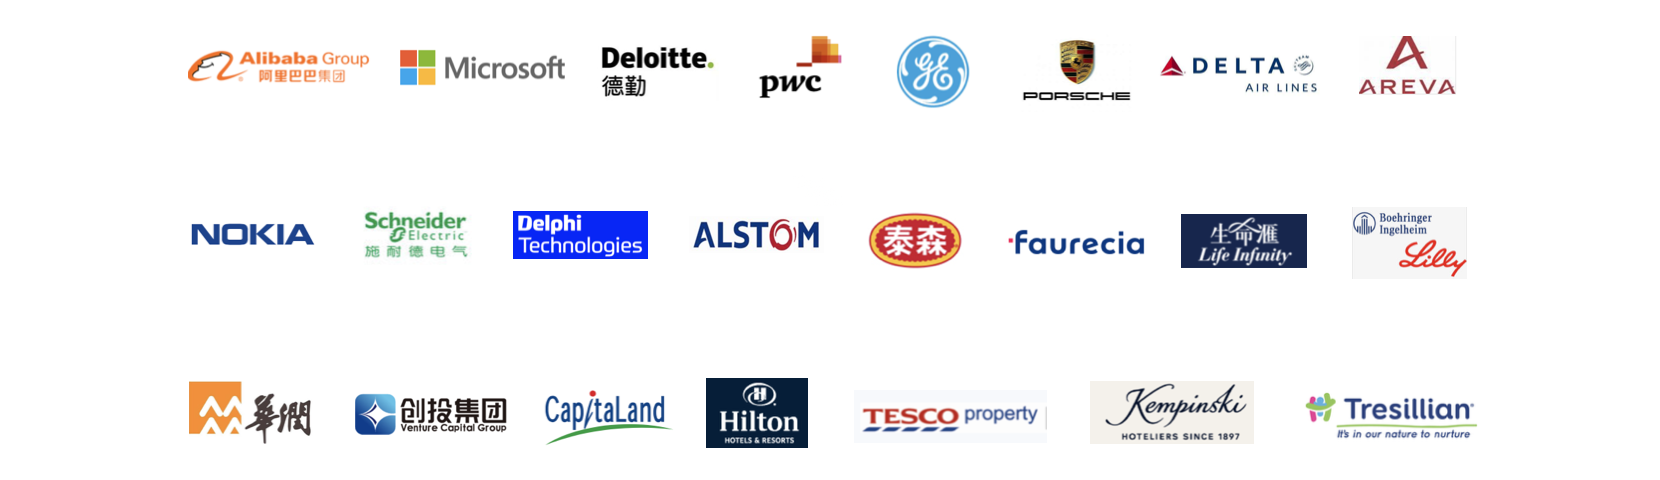 Alibaba Group
阿里巴巴集团
Microsoft
Deloitte.
德勤
pwc
GE
PORSCHE
DELTA
AIR LINES
AREVA
NOKIA
Schneider
Electric
施耐德电气
Delphi
Technologies
ALSTOM
泰森
faurecia
生命滙
Life Infinity
Boehringer
Ingelheim
Lilly
華潤
创投集团
Venture Capital Group
CapitaLand
H
Hilton
HOTELS & RESORTS
TESCO property
Kempinski
HOTELIERS SINCE 1897
Tresillian
It's in our nature to nurture